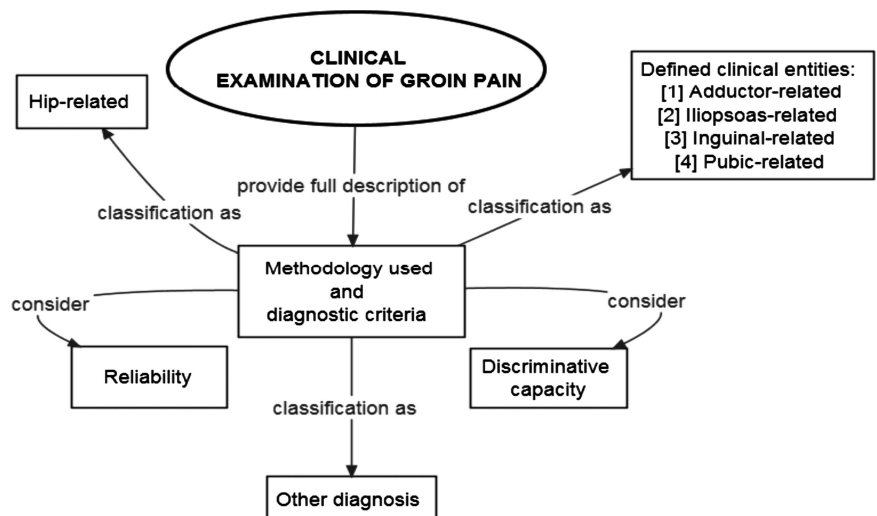 CLINICAL
EXAMINATION OF GROIN PAIN
Hip-related
Defined clinical entities:
[1] Adductor-related
[2] Iliopsoas-related
[3] Inguinal-related
[4] Pubic-related
provide full description of
classification as
classification as
Methodology used
and
diagnostic criteria
consider
consider
Reliability
Discriminative
capacity
classification as
Other diagnosis